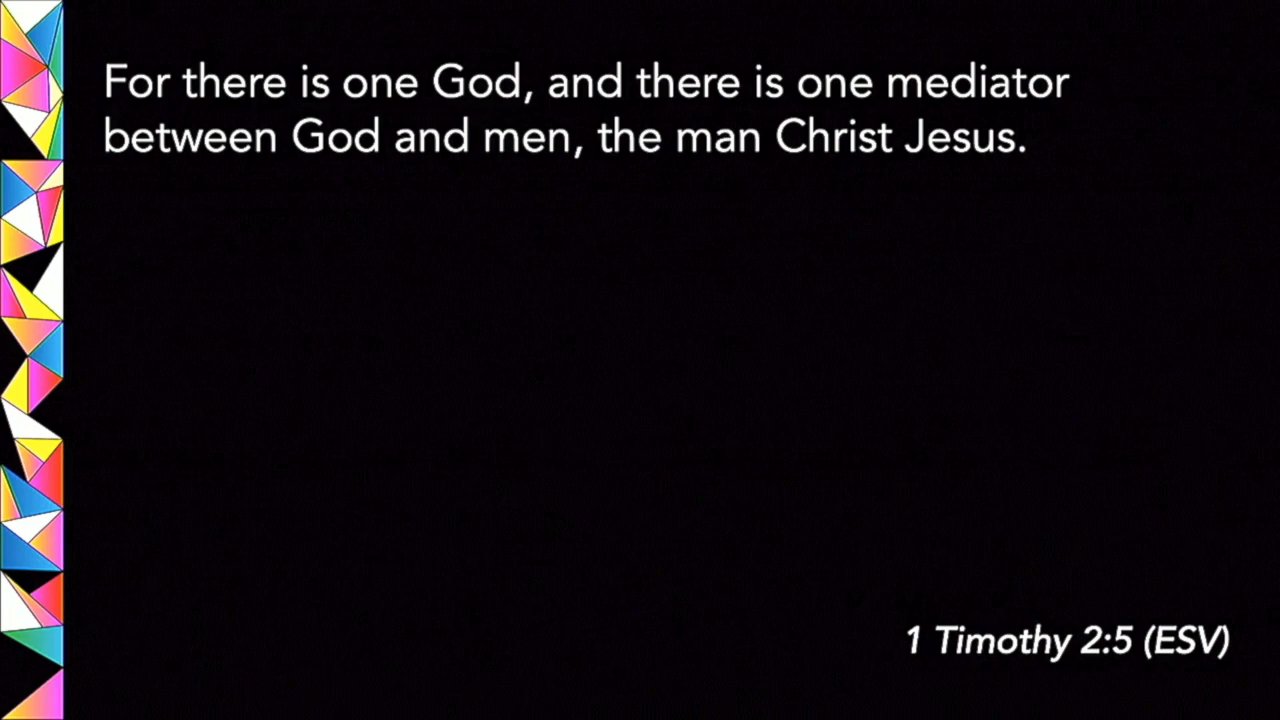 For there is one God, and there is one mediator
between God and men, the man Christ Jesus.
1 Timothy 2:5 (ESV)